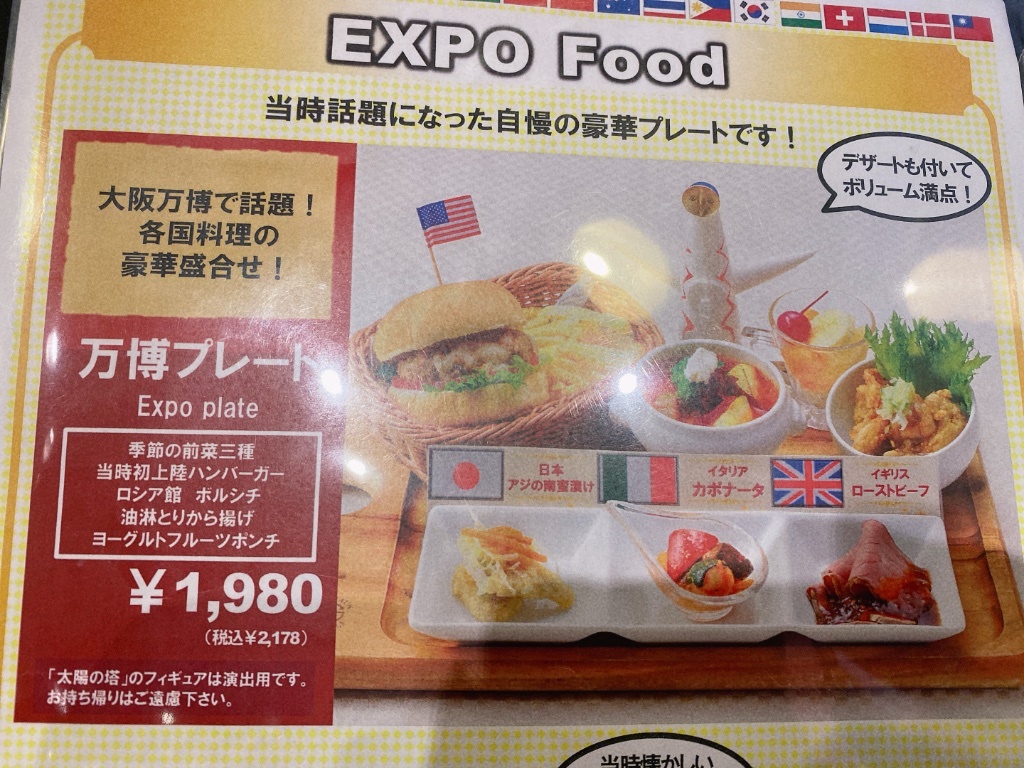 EXPO Food
当時話題になった自慢の豪華プレートです！
デザートも付いて
ボリューム満点！
大阪万博で話題！
各国料理の
豪華盛合せ！
万博プレート
Expo plate
季節の前菜三種
当時初上陸ハンバーガー
ロシア館 ボルシチ
油淋とりから揚げ
ヨーグルトフルーツポンチ
￥1,980
（税込￥2,178）
「太陽の塔」のフィギュアは演出用です。
お持ち帰りはご遠慮下さい。
日本
アジの南蛮漬け
イタリア
カポナータ
イギリス
ローストビーフ
当時懐かしい